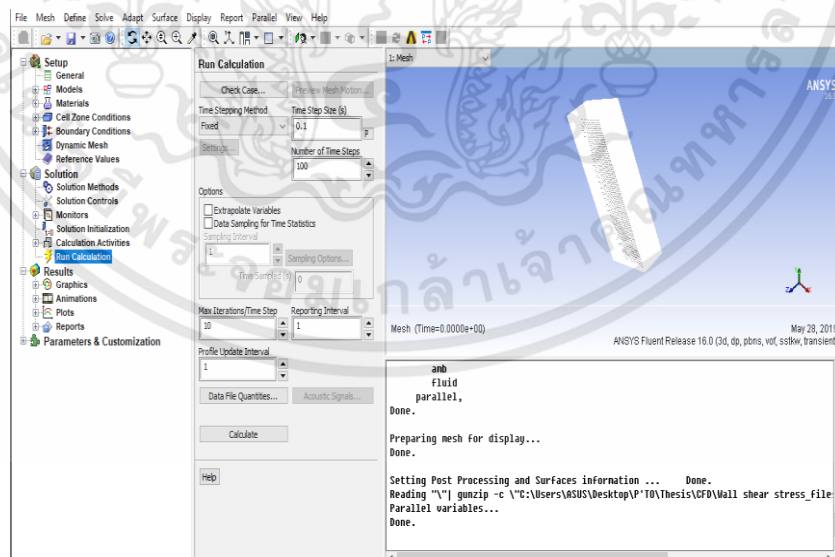 File Mesh Define Solve Adapt Surface Display Report Parallel View Help
Setup
General
Models
Materials
Cell Zone Conditions
Boundary Conditions
Dynamic Mesh
Reference Values
Solution
Solution Methods
Solution Controls
Monitors
Solution Initialization
Calculation Activities
Run Calculation
Results
Graphics
Animations
Plots
Reports
Parameters & Customization
Run Calculation
Check Case... Preview Mesh Motion...
Time Stepping Method Time Step Size (s)
Fixed 0.1 P
Settings... Number of Time Steps
100
Options
Extrapolate Variables
Data Sampling for Time Statistics
Sampling Interval
1 Sampling Options...
Time Sampled (s) 0
Max Iterations/Time Step Reporting Interval
10 1
Profile Update Interval
1
Data File Quantities... Acoustic Signals...
Calculate
Help
1: Mesh
ANSYS
Mesh (Time=0.0000e+00) May 28, 2019
ANSYS Fluent Release 16.0 (3d, dp, pbns, vof, sstkw, transient
amb
fluid
parallel,
Done.
Preparing mesh for display...
Done.
Setting Post Processing and Surfaces information ... Done.
Reading "\"| gunzip -c \"C:\Users\ASUS\Desktop\P'TO\Thesis\CFD\Wall shear stress_file
Parallel variables...
Done.